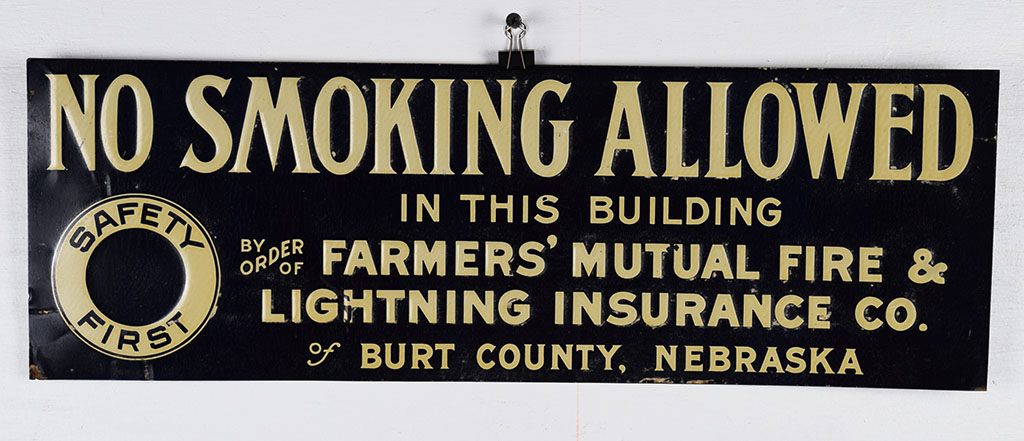 NO SMOKING ALLOWED
IN THIS BUILDING
SAFETY
FIRST
BY ORDER OF FARMERS' MUTUAL FIRE &
LIGHTNING INSURANCE CO.
of BURT COUNTY, NEBRASKA